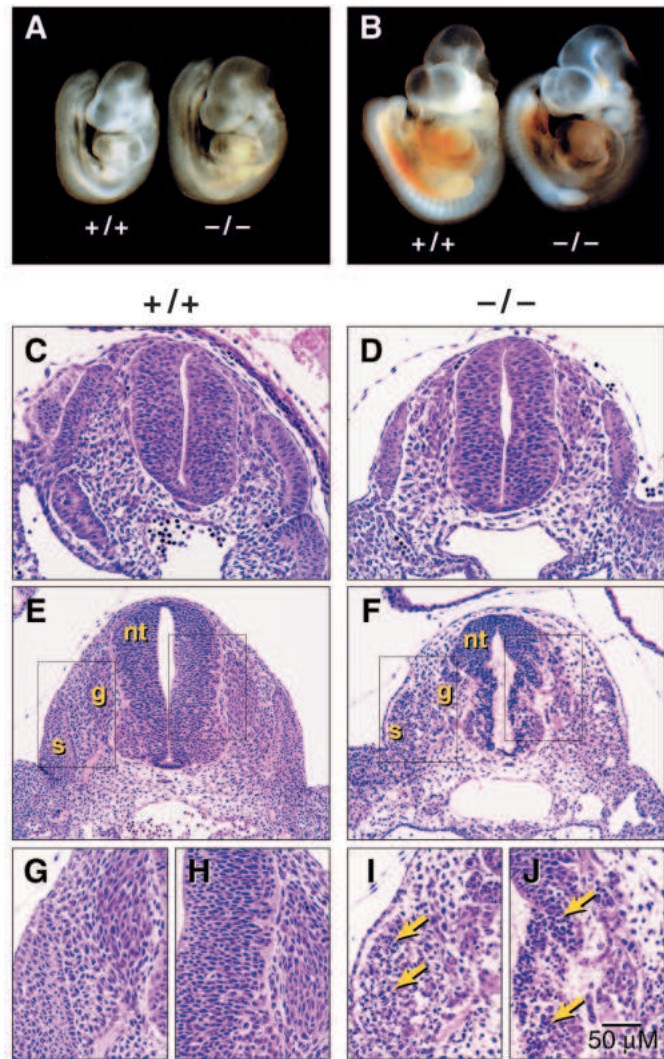 A
B
+/+ −/− +/+ −/−
+/+ −/−
C
D
E nt g s
F nt g s
G H I J
50 µM